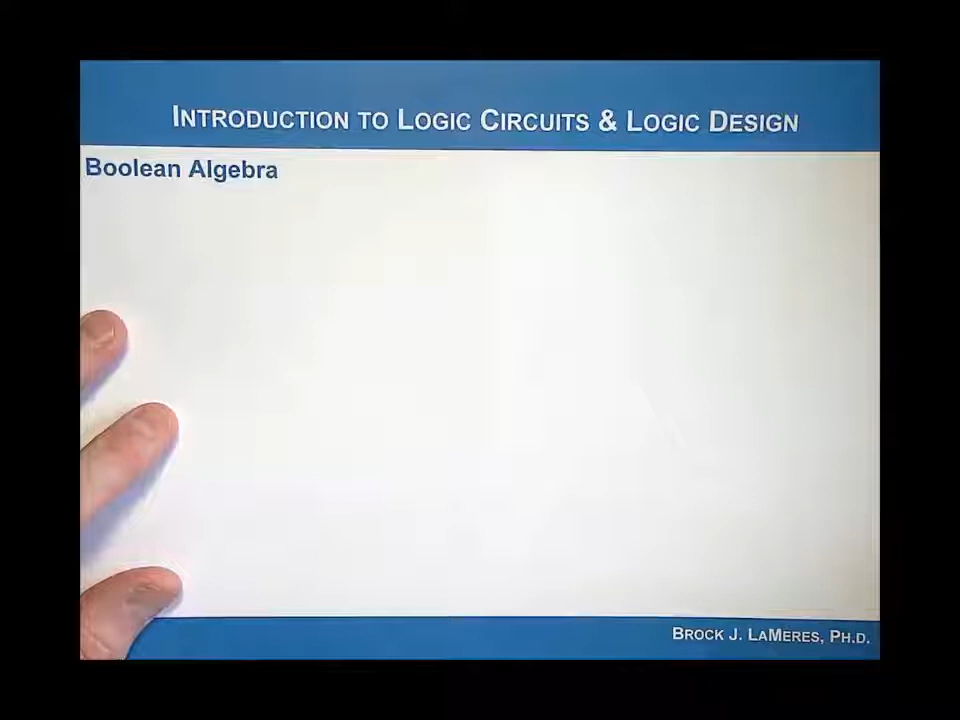 INTRODUCTION TO LOGIC CIRCUITS & LOGIC DESIGN
Boolean Algebra
BROCK J. LAMERES, PH.D.